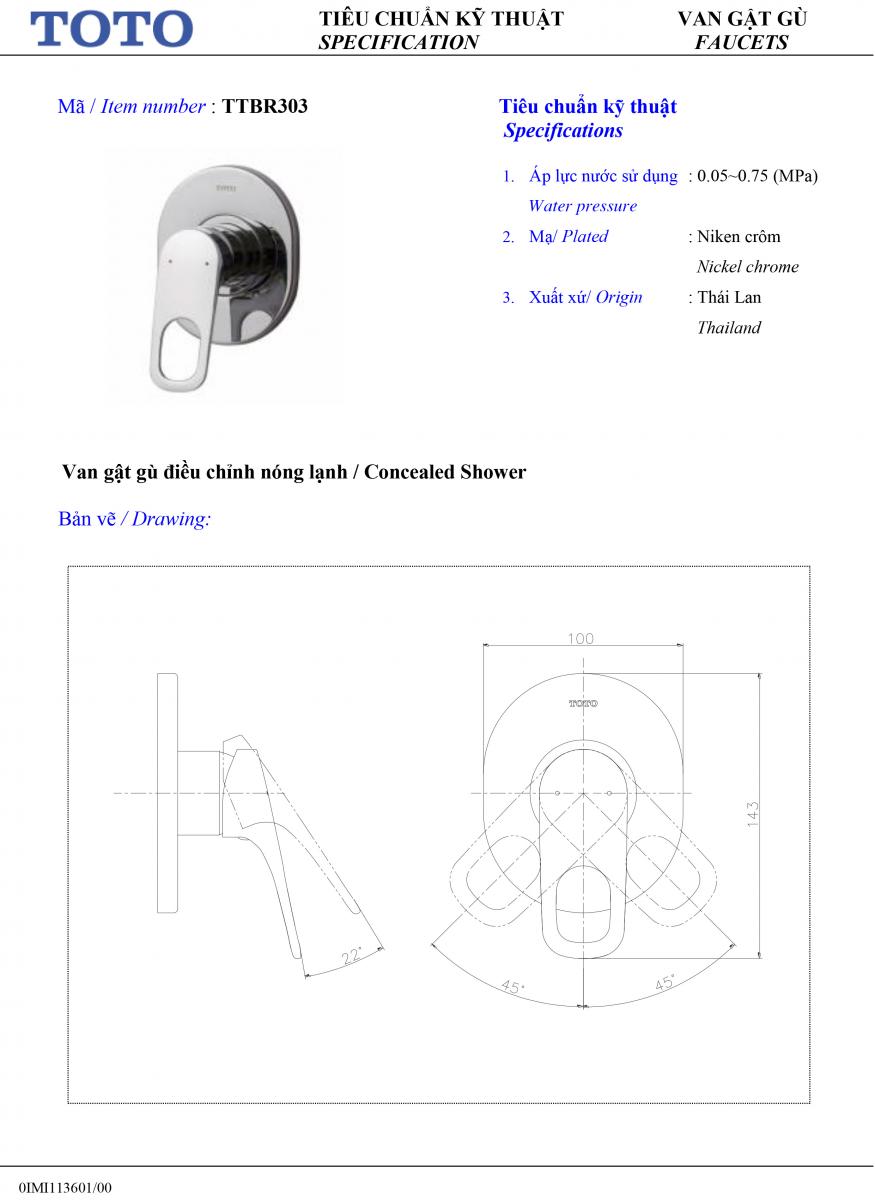 TOTO
TIÊU CHUẨN KỸ THUẬT
VAN GẬT GÙ
SPECIFICATION
FAUCETS
Mã / Item number : TTBR303
Tiêu chuẩn kỹ thuật
Specifications
1. Áp lực nước sử dụng : 0.05~0.75 (MPa)
Water pressure
2. Mạ/ Plated : Niken crôm
Nickel chrome
3. Xuất xứ/ Origin : Thái Lan
Thailand
TOTO
Van gật gù điều chỉnh nóng lạnh / Concealed Shower
Bản vẽ / Drawing:
100
TOTO
143
22°
45°
45°
0IMI113601/00